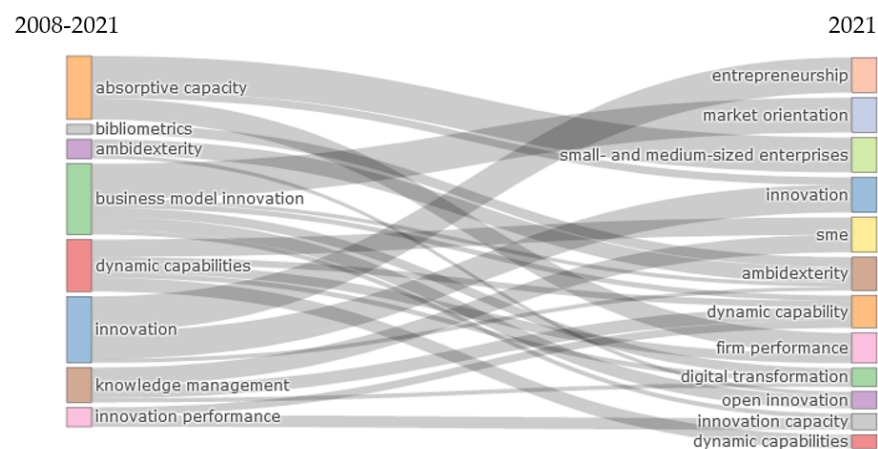 2008-2021
2021
absorptive capacity
bibliometrics
ambidexterity
business model innovation
dynamic capabilities
innovation
knowledge management
innovation performance
entrepreneurship
market orientation
small- and medium-sized enterprises
innovation
sme
ambidexterity
dynamic capability
firm performance
digital transformation
open innovation
innovation capacity
dynamic capabilities